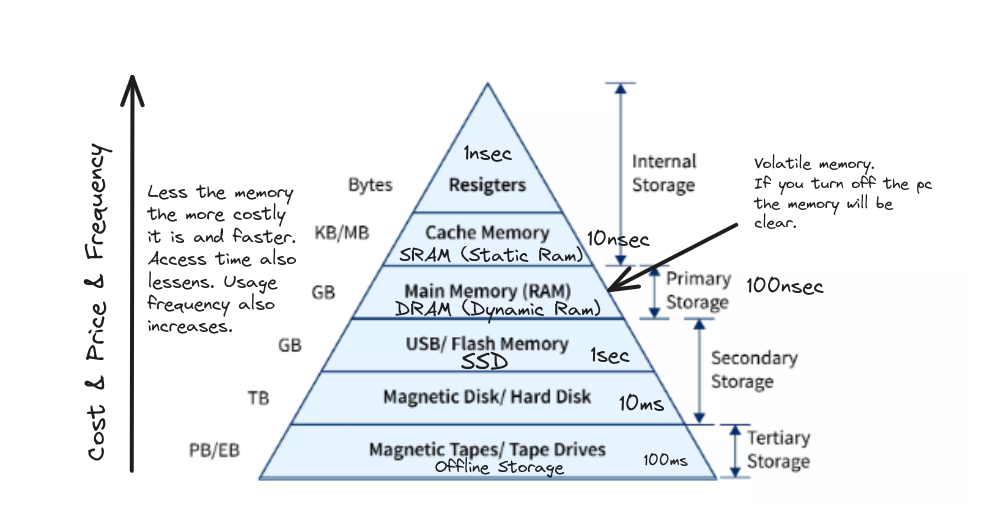 Cost & Price & Frequency
Less the memory
the more costly
it is and faster.
Access time also
lessens. Usage
frequency also
increases.
1nsec
Bytes
Resigters
KB/MB
Cache Memory
SRAM (Static Ram)
10nsec
GB
Main Memory (RAM)
DRAM (Dynamic Ram)
GB
USB/ Flash Memory
SSD
1sec
TB
Magnetic Disk/ Hard Disk
10ms
PB/EB
Magnetic Tapes/ Tape Drives
Offline Storage
100ms
Internal
Storage
Primary
Storage
100nsec
Secondary
Storage
Tertiary
Storage
Volatile memory.
If you turn off the pc
the memory will be
clear.